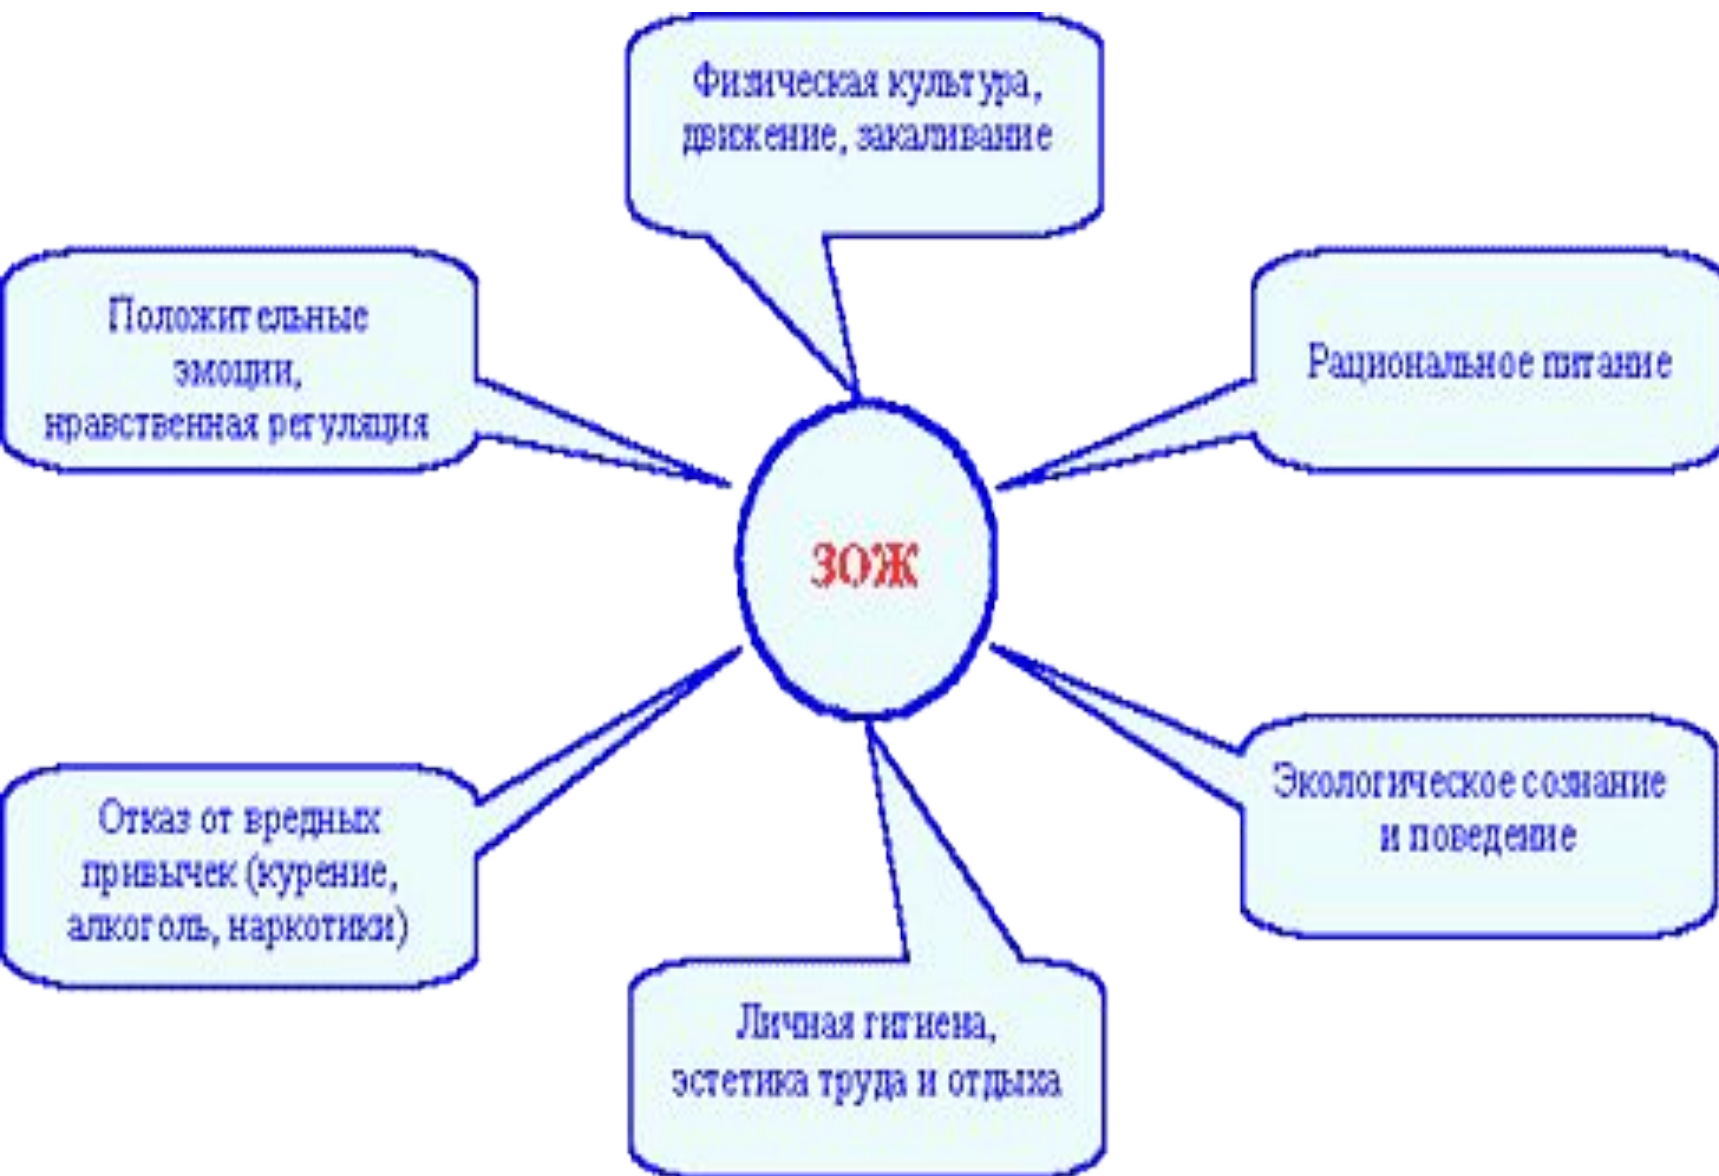 Физическая культура,
движение, закаливание
Положительные
эмоции,
нравственная регуляция
Рациональное питание
ЗОЖ
Экологическое сознание
и поведение
Отказ от вредных
привычек (курение,
алкоголь, наркотики)
Личная гигиена,
эстетика труда и отдыха